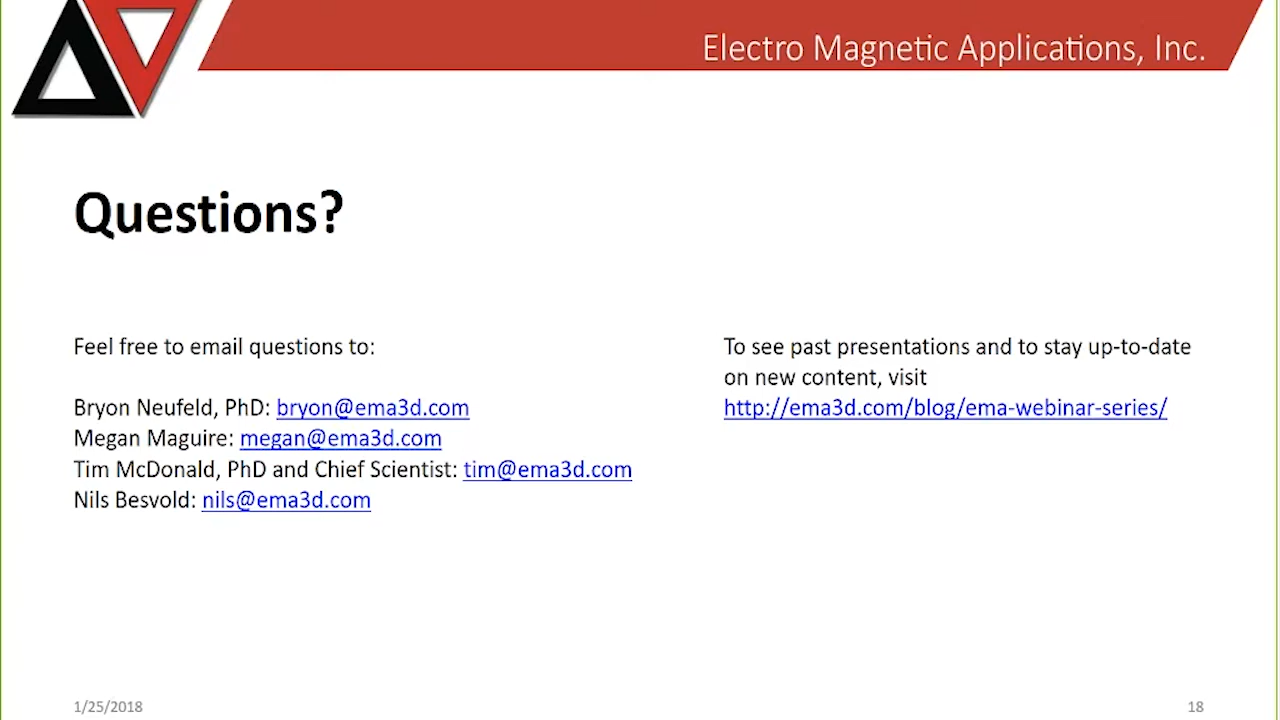 Electro Magnetic Applications, Inc.
Questions?
Feel free to email questions to:
Bryon Neufeld, PhD: bryon@ema3d.com
Megan Maguire: megan@ema3d.com
Tim McDonald, PhD and Chief Scientist: tim@ema3d.com
Nils Besvold: nils@ema3d.com
To see past presentations and to stay up-to-date
on new content, visit
http://ema3d.com/blog/ema-webinar-series/
1/25/2018
18